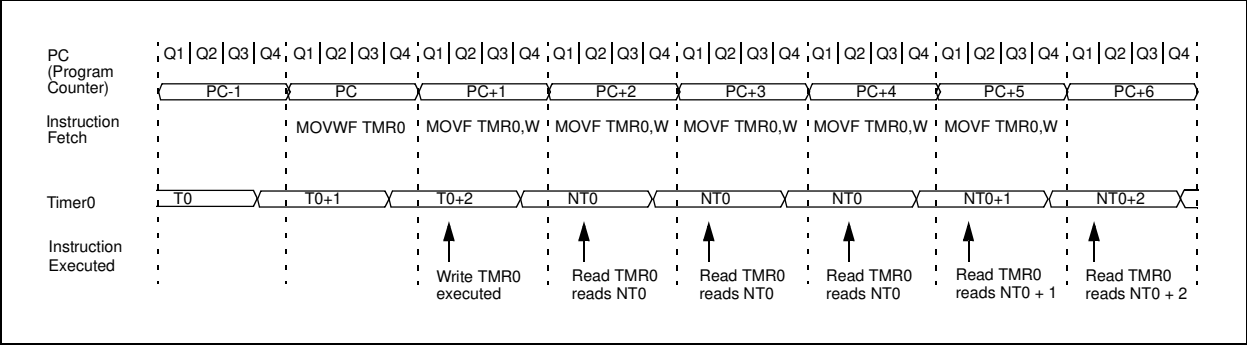 PC
(Program
Counter)
Q1 Q2 Q3 Q4 Q1 Q2 Q3 Q4 Q1 Q2 Q3 Q4 Q1 Q2 Q3 Q4 Q1 Q2 Q3 Q4 Q1 Q2 Q3 Q4 Q1 Q2 Q3 Q4 Q1 Q2 Q3 Q4
PC-1 PC PC+1 PC+2 PC+3 PC+4 PC+5 PC+6
Instruction
Fetch
MOVWF TMR0 MOVF TMR0,W MOVF TMR0,W MOVF TMR0,W MOVF TMR0,W MOVF TMR0,W
Timer0
T0 T0+1 T0+2 NT0 NT0 NT0 NT0+1 NT0+2
Instruction
Executed
Write TMR0
executed
Read TMR0
reads NT0
Read TMR0
reads NT0
Read TMR0
reads NT0
Read TMR0
reads NT0 + 1
Read TMR0
reads NT0 + 2